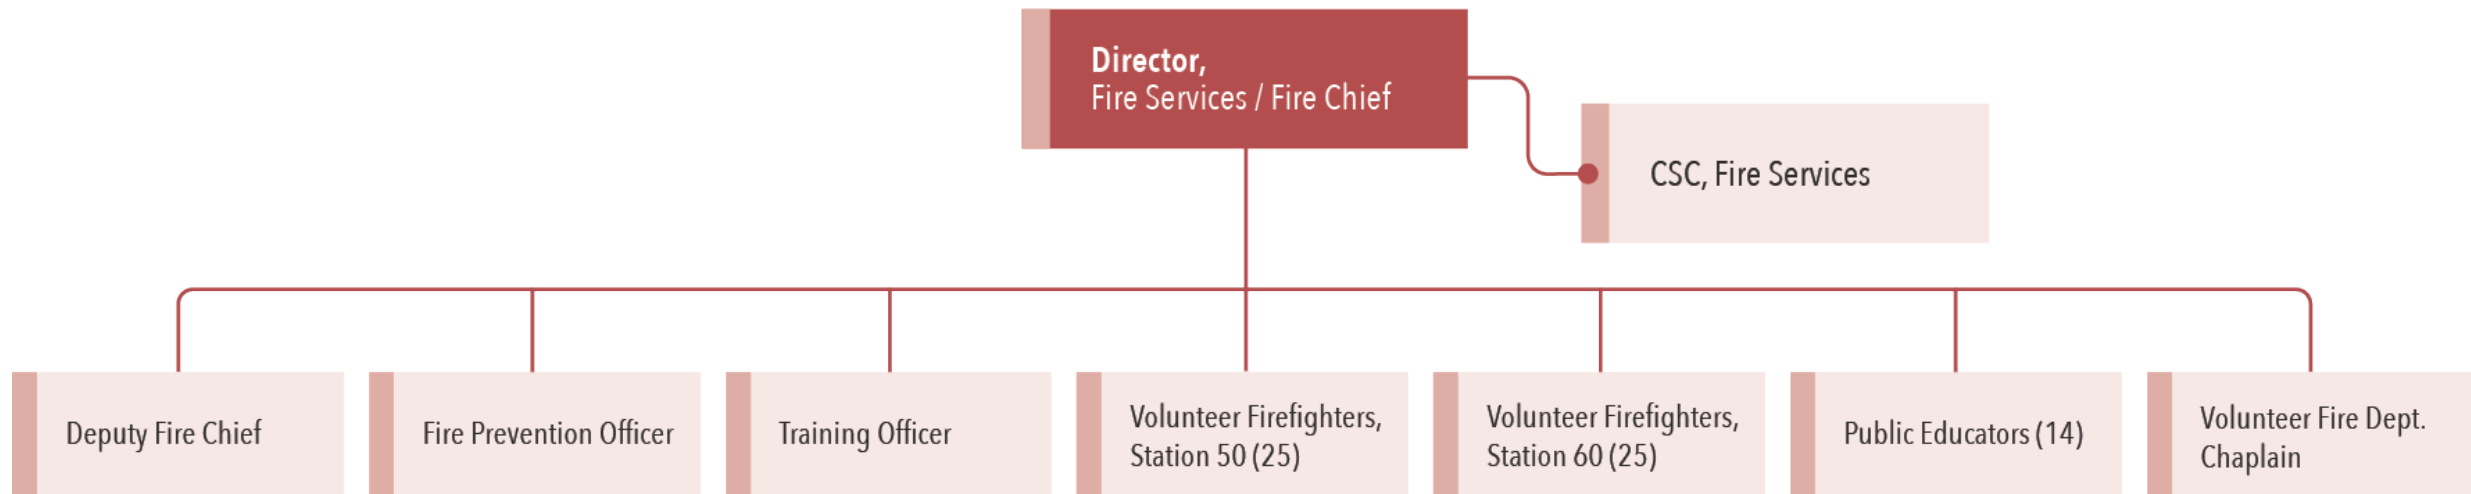 Director,
Fire Services / Fire Chief
CSC, Fire Services
Deputy Fire Chief
Fire Prevention Officer
Training Officer
Volunteer Firefighters,
Station 50 (25)
Volunteer Firefighters,
Station 60 (25)
Public Educators (14)
Volunteer Fire Dept.
Chaplain